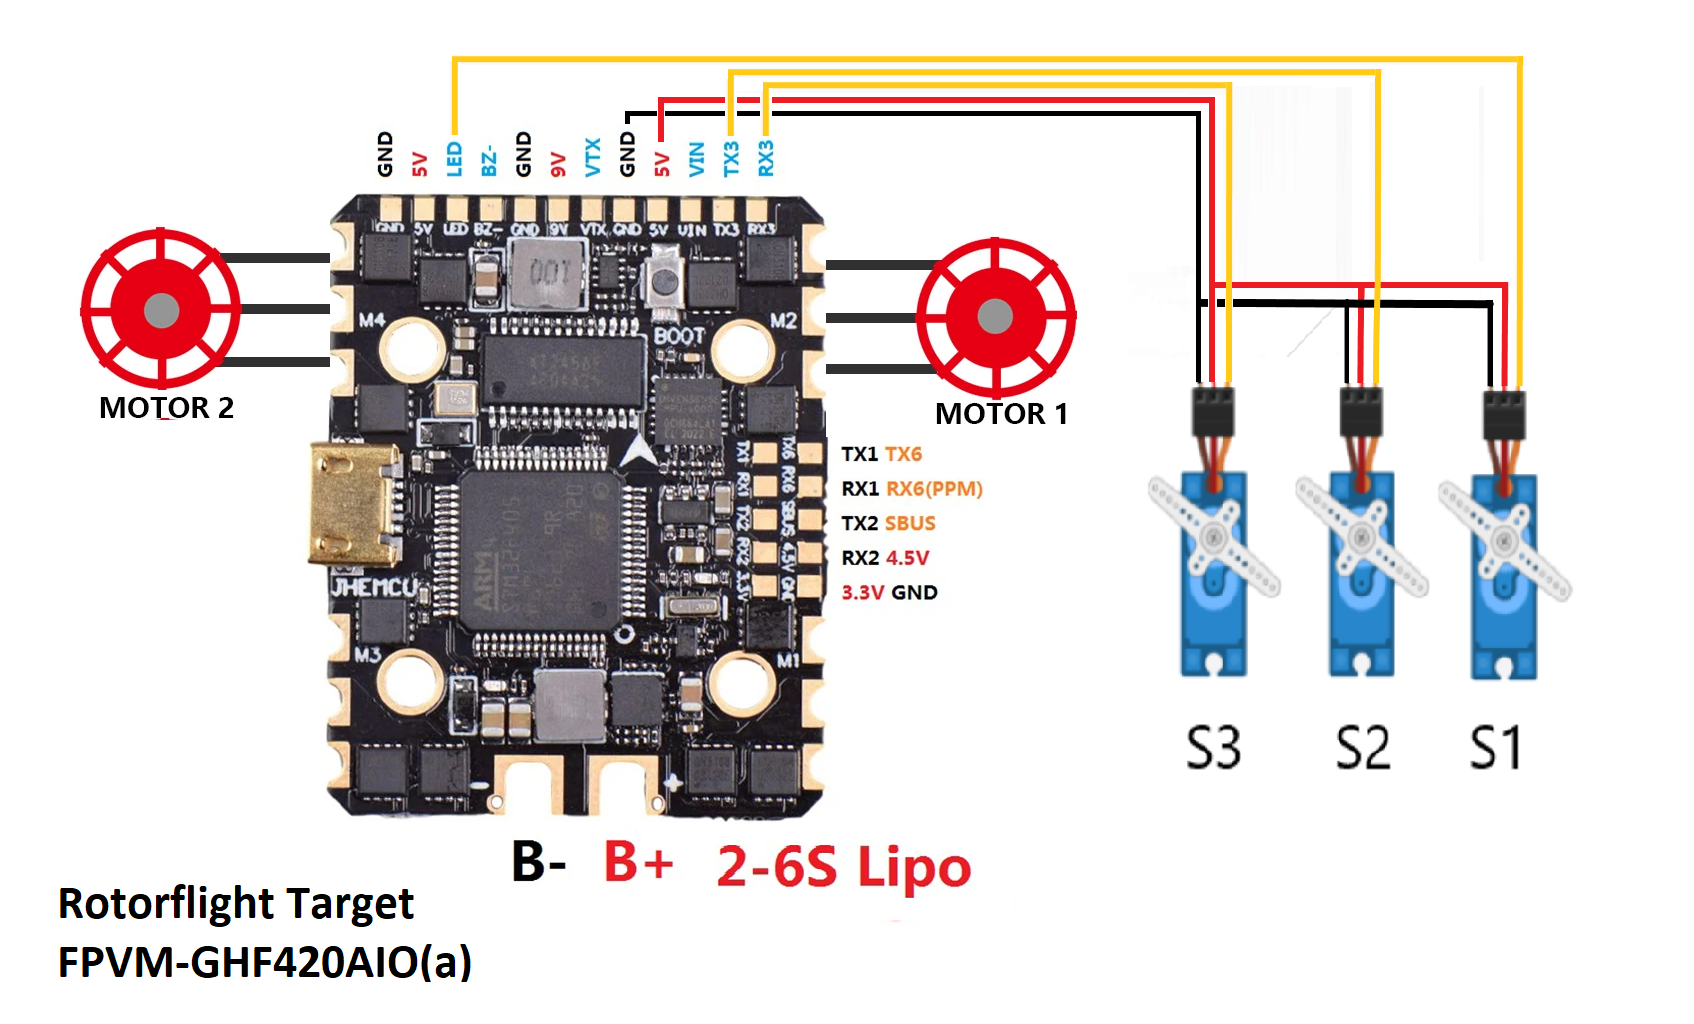 GND 5V LED BZ- GND 9V VTX GND 5V VIN TX3 RX3
GND 5V LED BZ- GND 9V VTX GND 5V VIN TX3 RX3
001
M4
M2
BOOT
MOTOR 2
MOTOR 1
TX1 TX6
RX1 RX6
TX2 SBUS
RX2 4.5V
3.3V GND
TX1 TX6
RX1 RX6(PPM)
TX2 SBUS
RX2 4.5V
3.3V GND
ARM
JHEMCU
M3
M1
- +
S3 S2 S1
B- B+ 2-6S Lipo
Rotorflight Target
FPVM-GHF420AIO(a)